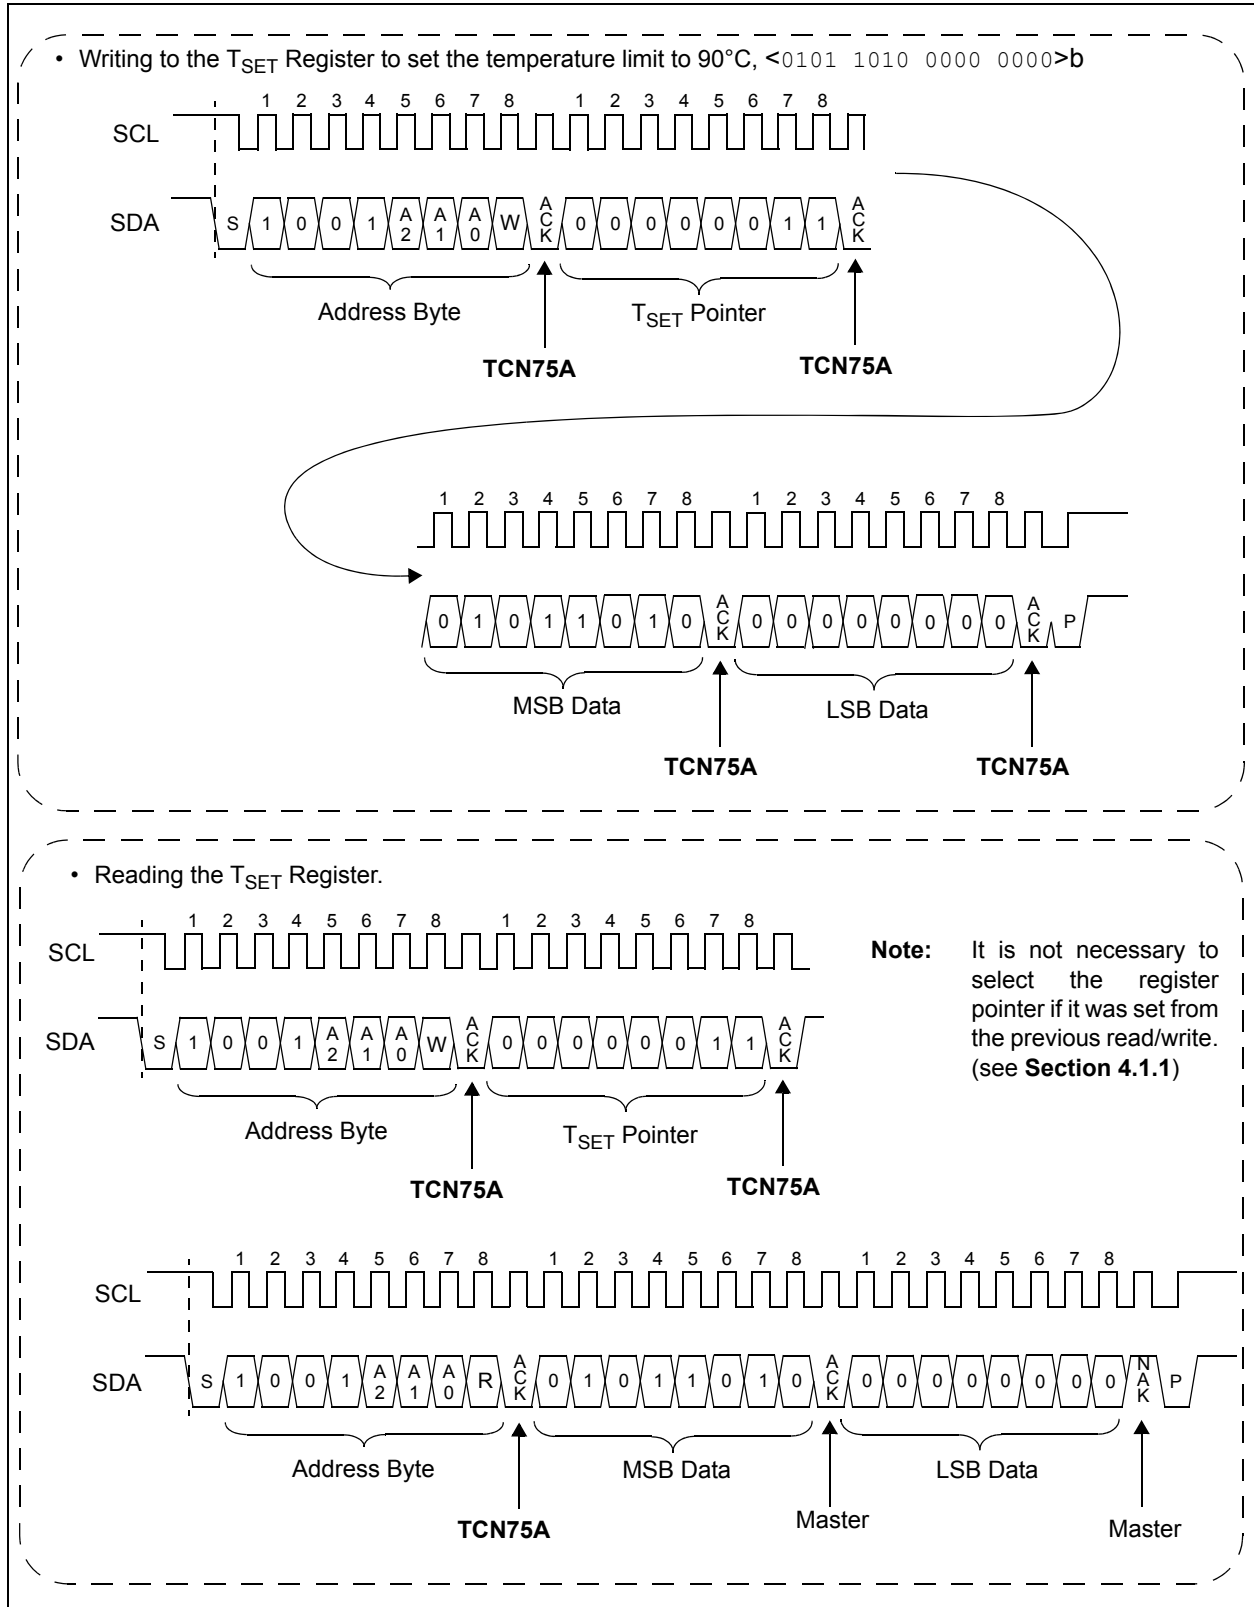 • Writing to the TSET Register to set the temperature limit to 90°C, <0101 1010 0000 0000>b
1 2 3 4 5 6 7 8 1 2 3 4 5 6 7 8
SCL
SDA S 1 0 0 1 A2 A1 A0 W ACK 0 0 0 0 0 0 1 1 ACK
Address Byte TSET Pointer
TCN75A TCN75A
1 2 3 4 5 6 7 8 1 2 3 4 5 6 7 8
0 1 0 1 1 0 1 0 ACK 0 0 0 0 0 0 0 0 ACK P
MSB Data LSB Data
TCN75A TCN75A
• Reading the TSET Register.
1 2 3 4 5 6 7 8 1 2 3 4 5 6 7 8
SCL
SDA S 1 0 0 1 A2 A1 A0 W ACK 0 0 0 0 0 0 1 1 ACK
Address Byte TSET Pointer
TCN75A TCN75A
Note: It is not necessary to
select the register
pointer if it was set from
the previous read/write.
(see Section 4.1.1)
1 2 3 4 5 6 7 8 1 2 3 4 5 6 7 8 1 2 3 4 5 6 7 8
SCL
SDA S 1 0 0 1 A2 A1 A0 R ACK 0 1 0 1 1 0 1 0 ACK 0 0 0 0 0 0 0 0 NAK P
Address Byte MSB Data LSB Data
TCN75A Master Master